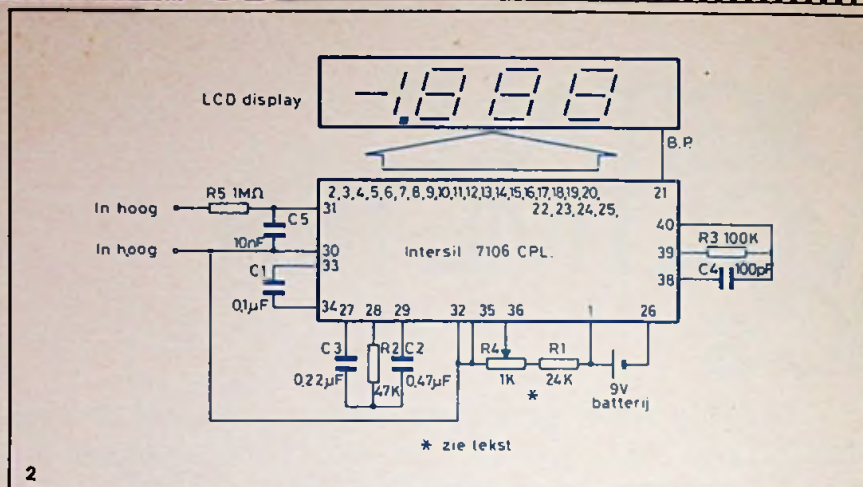 LCD display
-1.888
B.P.
2,3,4,5,6,7,8,9,10,11,12,13,14,15,16,17,18,19,20,
22,23,24,25,
21
In hoog
R5 1MΩ
31
C5
10nF
In hoog
30
Intersil 7106 CPL.
40
R3 100K
39
C4 100pF
38
33
C1
0,1µF
34
27 28 29 32 35 36 1 26
C3
0,22µF
R2
47K
C2
0,47µF
R4
1K
*
R1
24K
9V
batterij
* zie tekst
2